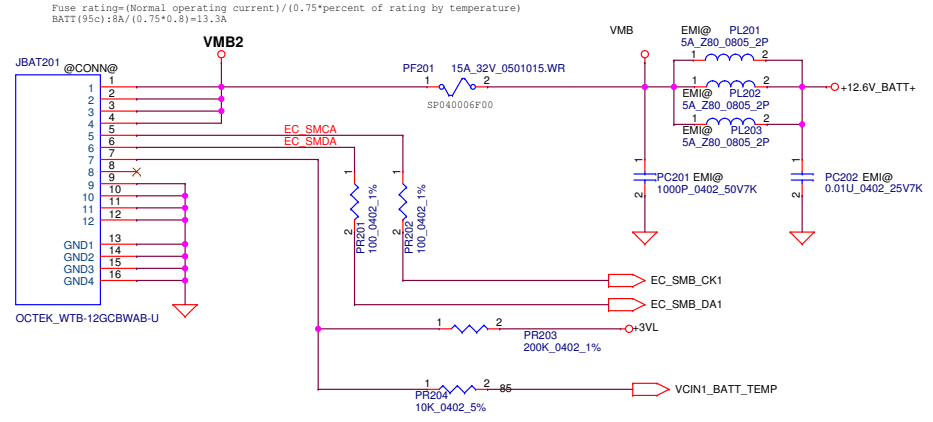 Fuse rating=(Normal operating current)/(0.75*percent of rating by temperature)
BATT(95c):8A/(0.75*0.8)=13.3A
VMB2
VMB
EMI@ PL201
5A_Z80_0805_2P
JBAT201
@CONN@
PF201 15A_32V_0501015.WR
1 2
SP040006F00
1 2
+12.6V_BATT+
EMI@ PL202
5A_Z80_0805_2P
1 2
EMI@ PL203
5A_Z80_0805_2P
1 2
1 1
2 2
3 3
4 4
5 5
6 6
7 7
8 8
9 9
10 10
11 11
12 12
GND1 13
GND2 14
GND3 15
GND4 16
OCTEK_WTB-12GCBWAB-U
EC_SMCA
EC_SMDA
1
2
PR201
100_0402_1%
1
2
PR202
100_0402_1%
1
2
PC201 EMI@
1000P_0402_50V7K
1
2
PC202 EMI@
0.01U_0402_25V7K
EC_SMB_CK1
EC_SMB_DA1
1 2
+3VL
PR203
200K_0402_1%
1 2
85
VCIN1_BATT_TEMP
PR204
10K_0402_5%